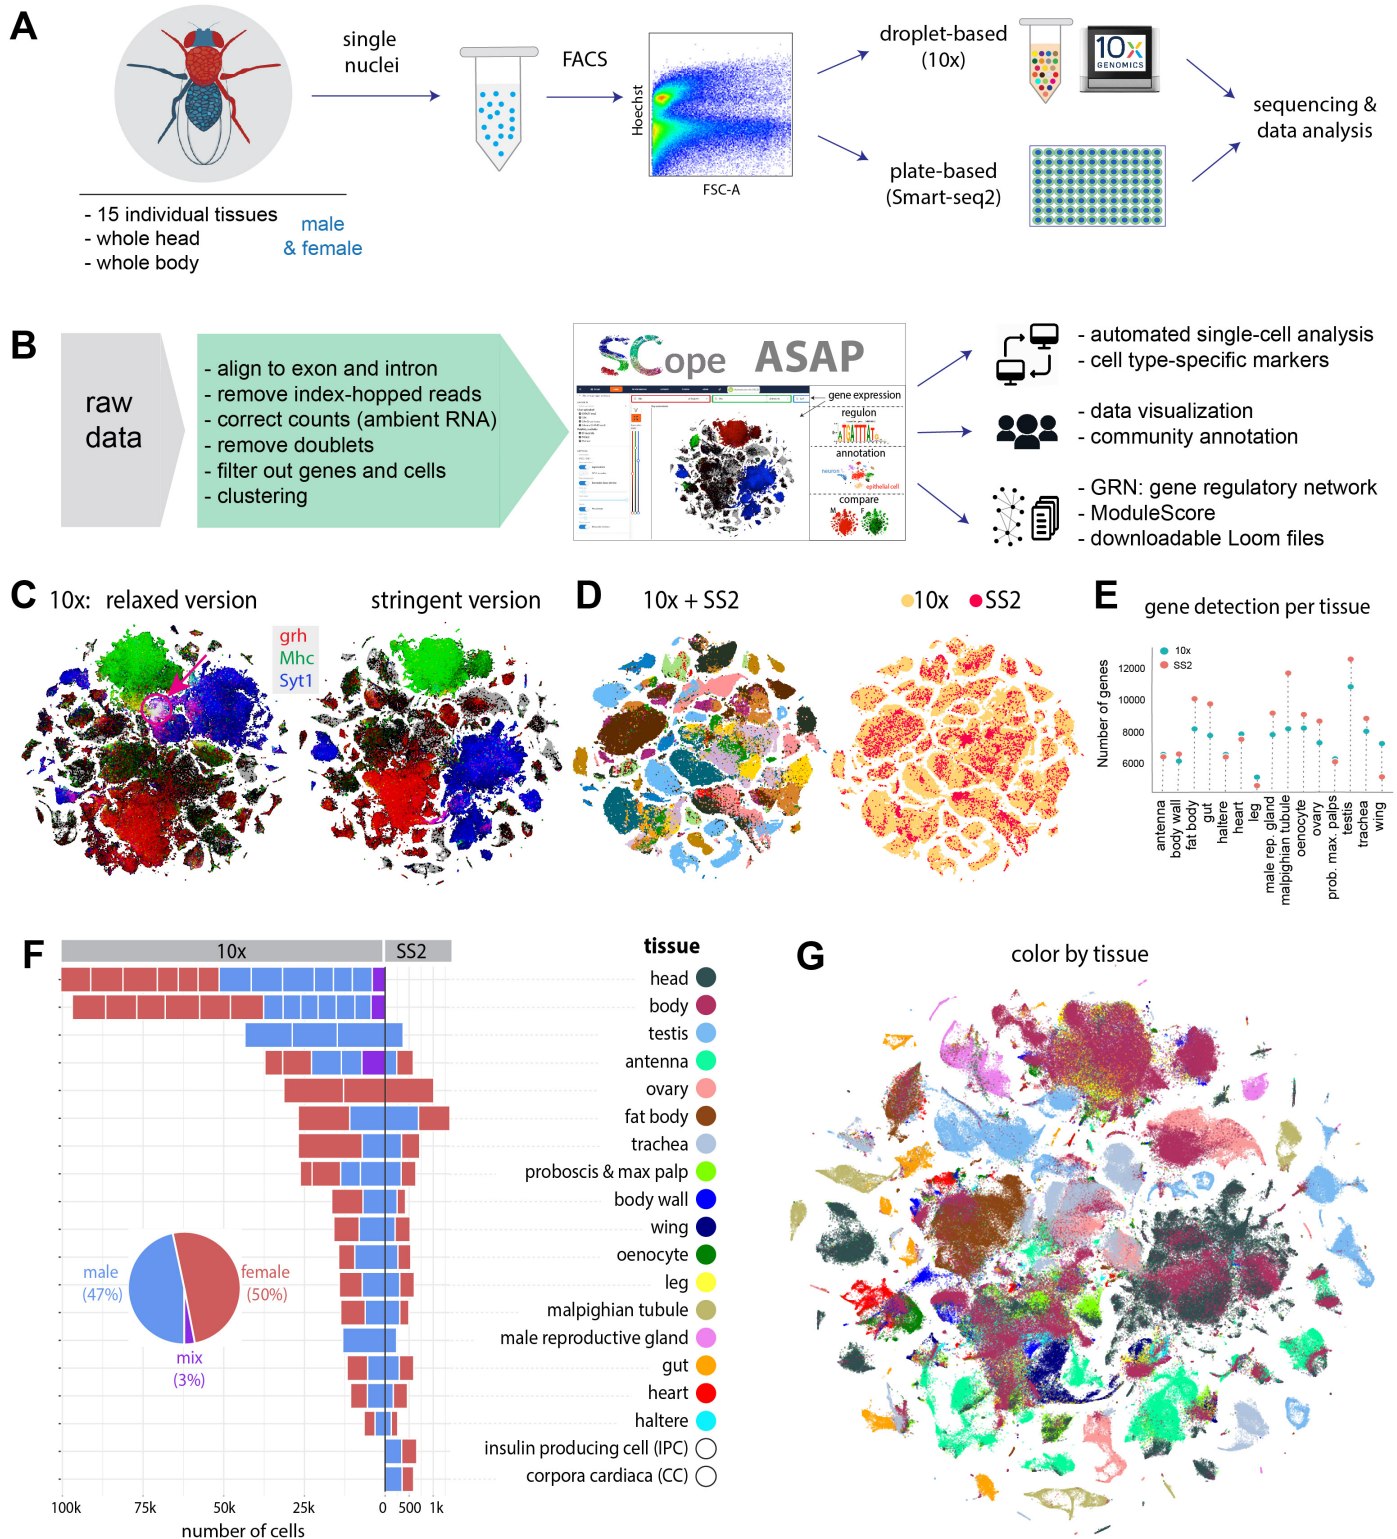 A
single
nuclei
FACS
Hoechst
FSC-A
droplet-based
(10x)
10x
GENOMICS
plate-based
(Smart-seq2)
sequencing &
data analysis
- 15 individual tissues
- whole head
- whole body
male
& female
B
raw
data
- align to exon and intron
- remove index-hopped reads
- correct counts (ambient RNA)
- remove doublets
- filter out genes and cells
- clustering
SCope ASAP
gene expression
regulon
ATGATTTAT
annotation
neuron
epithelial cell
compare
M F
- automated single-cell analysis
- cell type-specific markers
- data visualization
- community annotation
- GRN: gene regulatory network
- ModuleScore
- downloadable Loom files
C
10x: relaxed version
stringent version
grh
Mhc
Syt1
D
10x + SS2
10x SS2
E
gene detection per tissue
10x
SS2
Number of genes
12000
10000
8000
6000
antenna
body wall
fat body
gut
haltere
heart
leg
male rep. gland
malpighian tubule
oenocyte
ovary
prob. max. palps
testis
trachea
wing
F
10x SS2
tissue
head
body
testis
antenna
ovary
fat body
trachea
proboscis & max palp
body wall
wing
oenocyte
leg
malpighian tubule
male reproductive gland
gut
heart
haltere
insulin producing cell (IPC)
corpora cardiaca (CC)
male
(47%)
female
(50%)
mix
(3%)
100k 75k 50k 25k 0 500 1k
number of cells
G
color by tissue